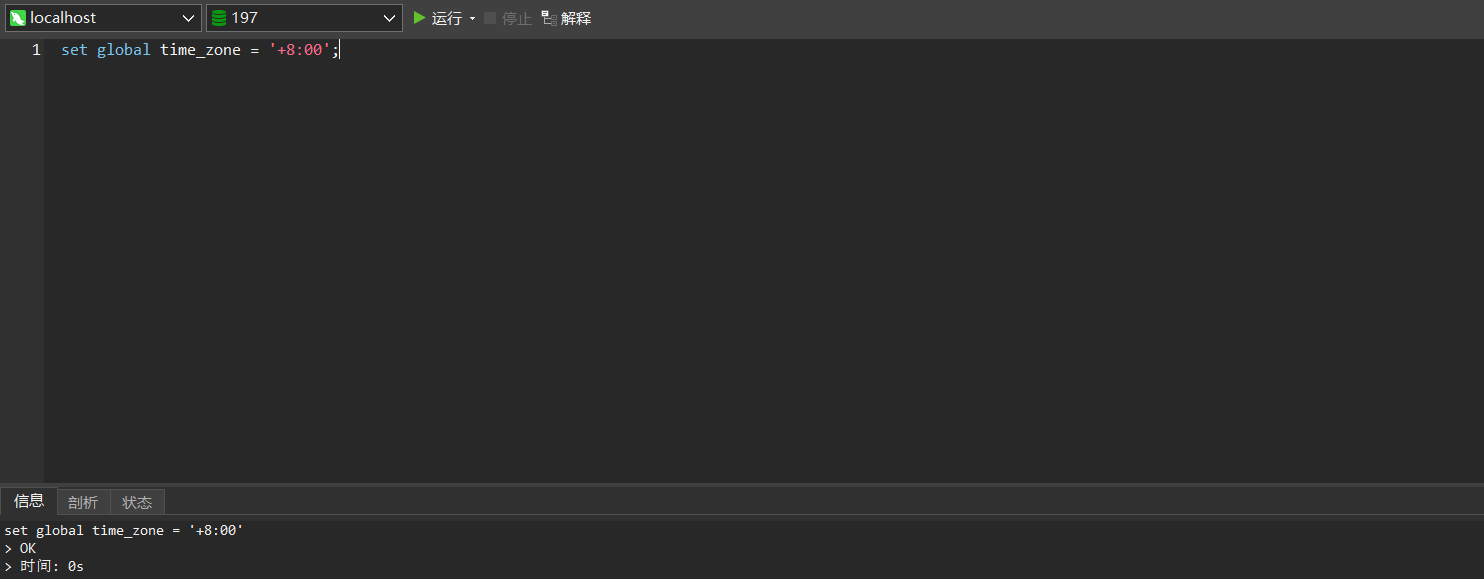 localhost 197 运行 停止 解释
1 set global time_zone = '+8:00';
信息 剖析 状态
set global time_zone = '+8:00'
> OK
> 时间: 0s